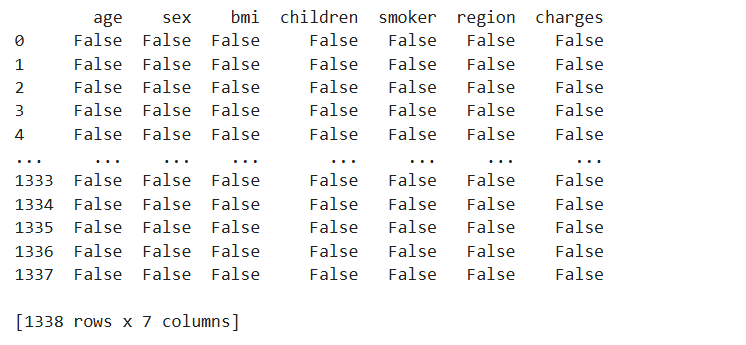 age sex bmi children smoker region charges
0 False False False False False False False
1 False False False False False False False
2 False False False False False False False
3 False False False False False False False
4 False False False False False False False
... ... ... ... ... ... ... ...
1333 False False False False False False False
1334 False False False False False False False
1335 False False False False False False False
1336 False False False False False False False
1337 False False False False False False False
[1338 rows x 7 columns]